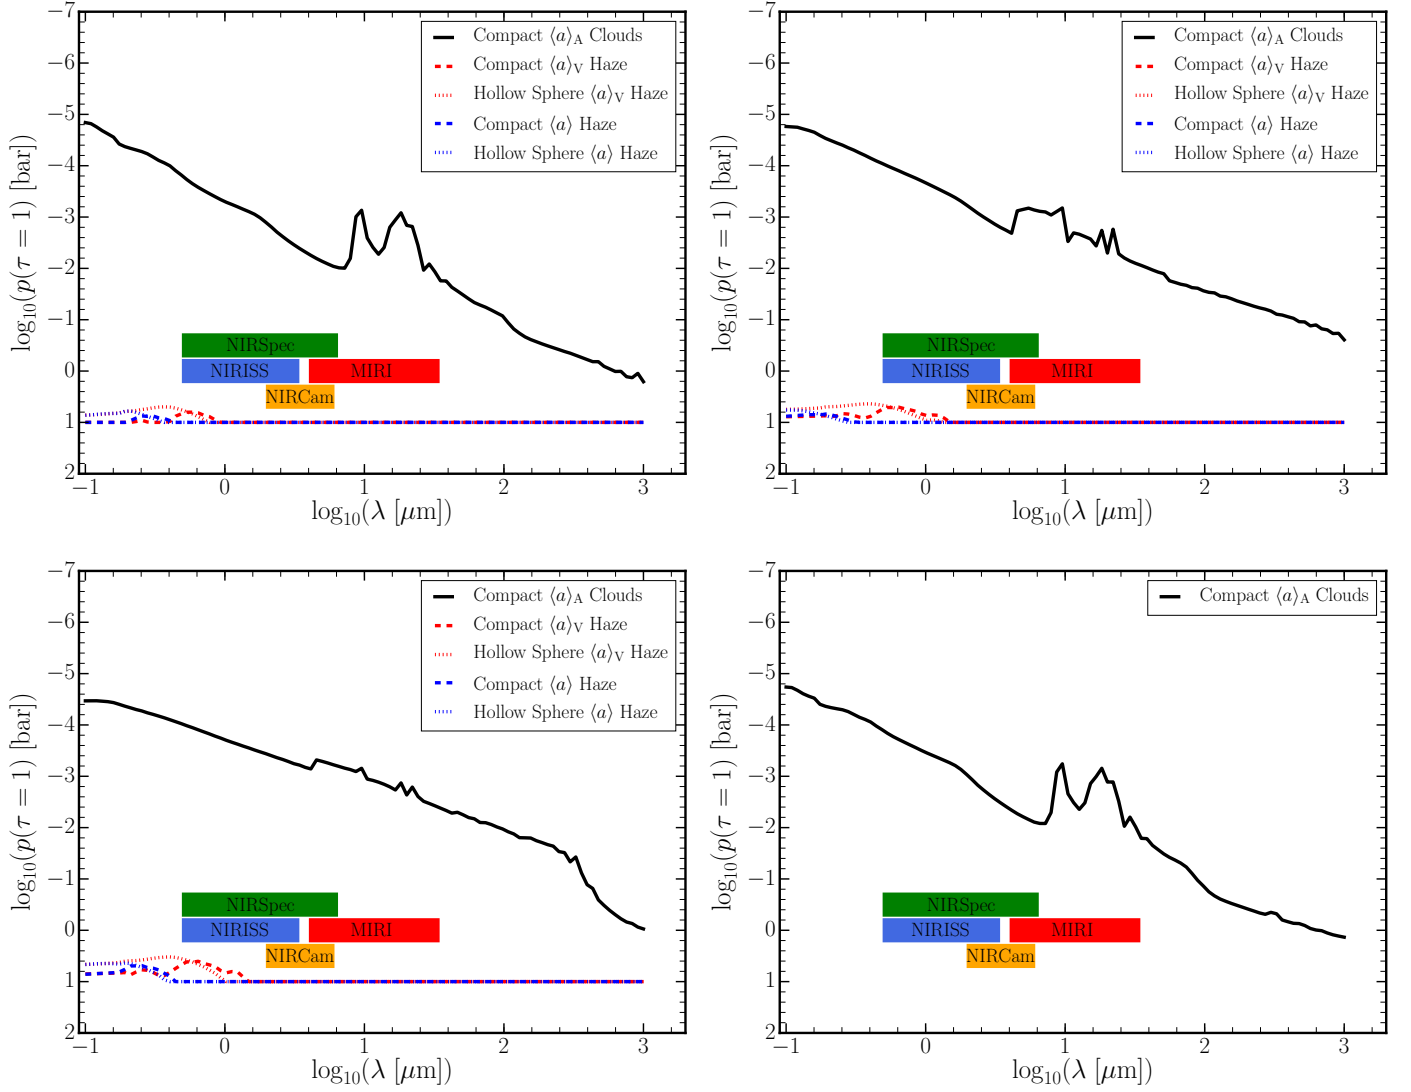 −7
−6
−5
−4
−3
−2
−1
0
1
2
log₁₀(p(τ = 1) [bar])
Compact ⟨a⟩A Clouds
Compact ⟨a⟩V Haze
Hollow Sphere ⟨a⟩V Haze
Compact ⟨a⟩ Haze
Hollow Sphere ⟨a⟩ Haze
NIRSpec
NIRISS MIRI
NIRCam
−1 0 1 2 3
log₁₀(λ [μm])
−7
−6
−5
−4
−3
−2
−1
0
1
2
log₁₀(p(τ = 1) [bar])
Compact ⟨a⟩A Clouds
Compact ⟨a⟩V Haze
Hollow Sphere ⟨a⟩V Haze
Compact ⟨a⟩ Haze
Hollow Sphere ⟨a⟩ Haze
NIRSpec
NIRISS MIRI
NIRCam
−1 0 1 2 3
log₁₀(λ [μm])
−7
−6
−5
−4
−3
−2
−1
0
1
2
log₁₀(p(τ = 1) [bar])
Compact ⟨a⟩A Clouds
Compact ⟨a⟩V Haze
Hollow Sphere ⟨a⟩V Haze
Compact ⟨a⟩ Haze
Hollow Sphere ⟨a⟩ Haze
NIRSpec
NIRISS MIRI
NIRCam
−1 0 1 2 3
log₁₀(λ [μm])
−7
−6
−5
−4
−3
−2
−1
0
1
2
log₁₀(p(τ = 1) [bar])
Compact ⟨a⟩A Clouds
NIRSpec
NIRISS MIRI
NIRCam
−1 0 1 2 3
log₁₀(λ [μm])